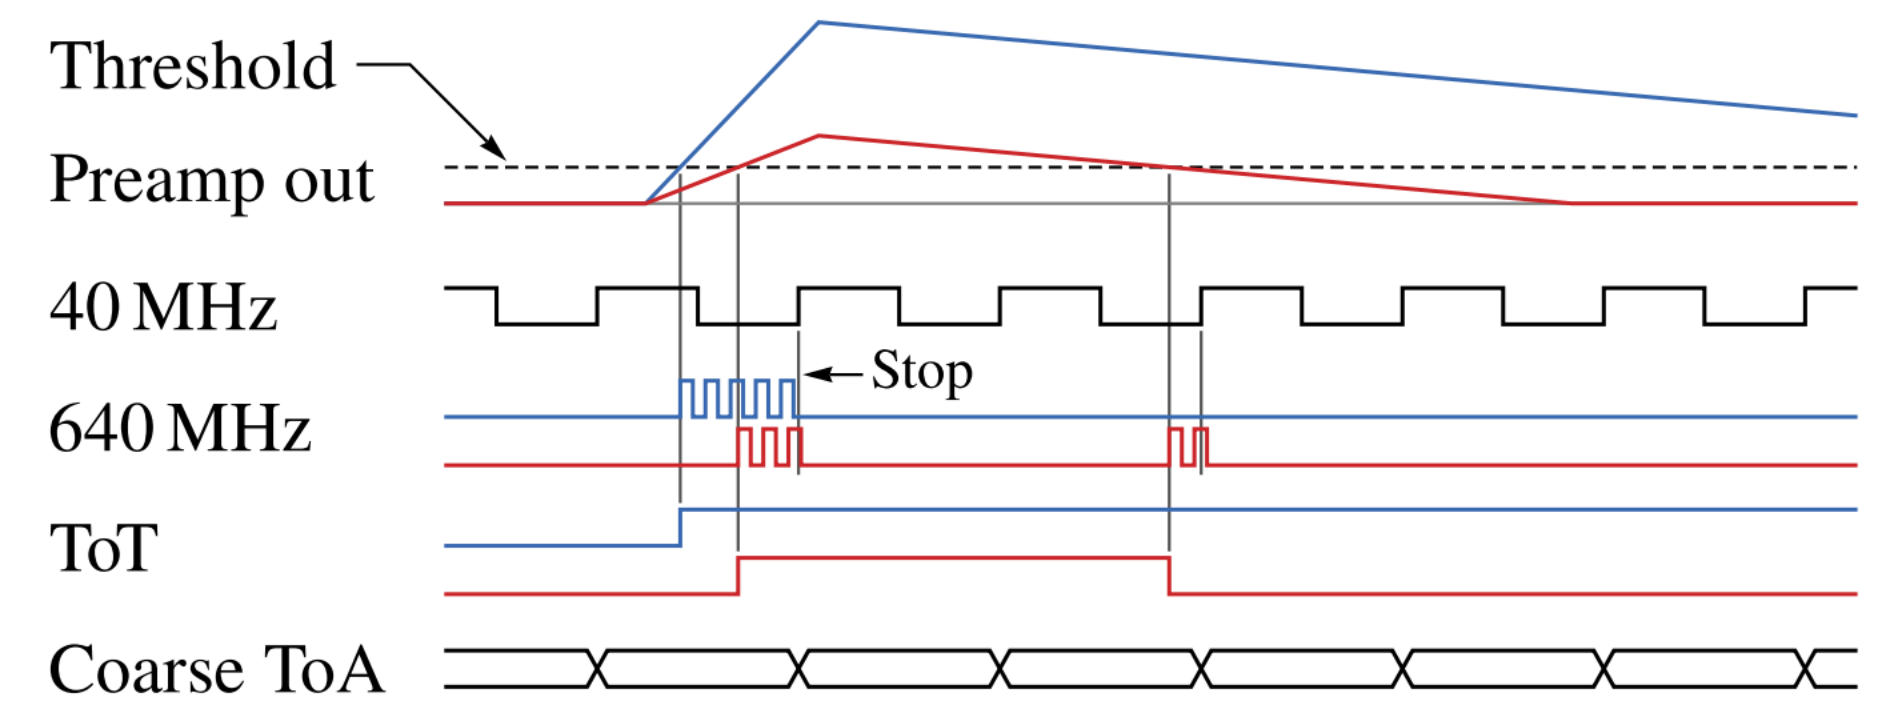 Threshold
Preamp out
40 MHz
Stop
640 MHz
ToT
Coarse ToA